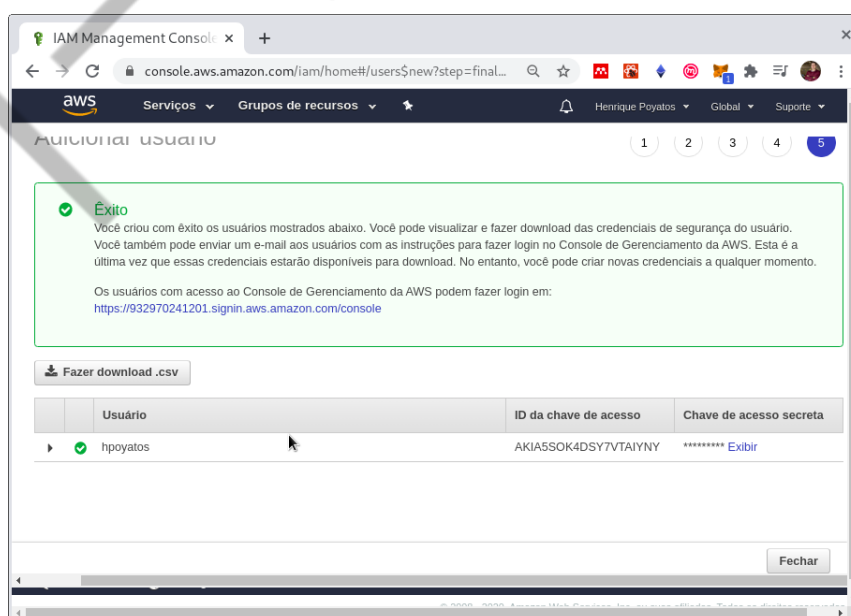 IAM Management Console
console.aws.amazon.com/iam/home#/users$new?step=final...
1
aws
Serviços
Grupos de recursos
Henrique Poyatos
Global
Suporte
Adicionar usuário
1
2
3
4
5
Êxito
Você criou com êxito os usuários mostrados abaixo. Você pode visualizar e fazer download das credenciais de segurança do usuário.
Você também pode enviar um e-mail aos usuários com as instruções para fazer login no Console de Gerenciamento da AWS. Esta é a
última vez que essas credenciais estarão disponíveis para download. No entanto, você pode criar novas credenciais a qualquer momento.
Os usuários com acesso ao Console de Gerenciamento da AWS podem fazer login em:
https://932970241201.signin.aws.amazon.com/console
Fazer download .csv
Usuário
ID da chave de acesso
Chave de acesso secreta
hpoyatos
AKIA5SOK4DSY7VTAIYNY
********* Exibir
Fechar